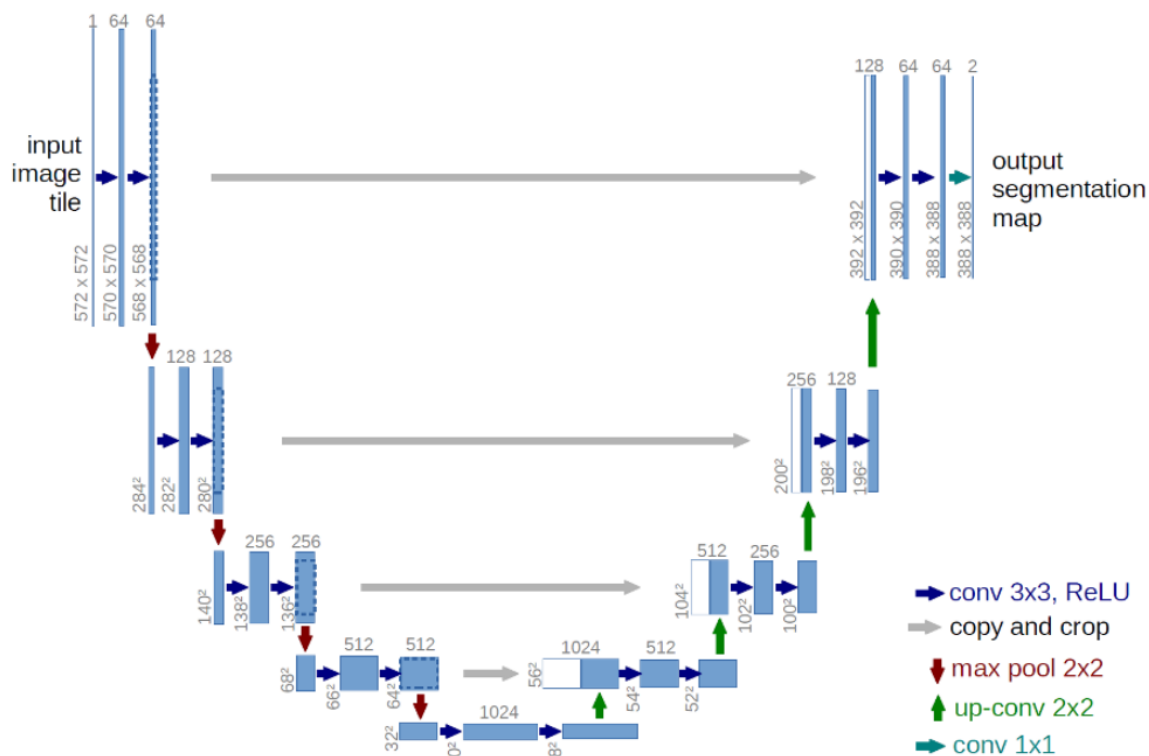 1 64 64
128 64 64 2
input
image
tile
output
segmentation
map
572 x 572
570 x 570
568 x 568
392 x 392
390 x 390
388 x 388
388 x 388
128 128
256 128
284²
282²
280²
200²
198²
196²
256 256
512 256
140²
138²
136²
104²
102²
100²
512 512
1024 512
68²
66²
64²
56²
54²
52²
1024
32²
0²
8²
conv 3x3, ReLU
copy and crop
max pool 2x2
up-conv 2x2
conv 1x1